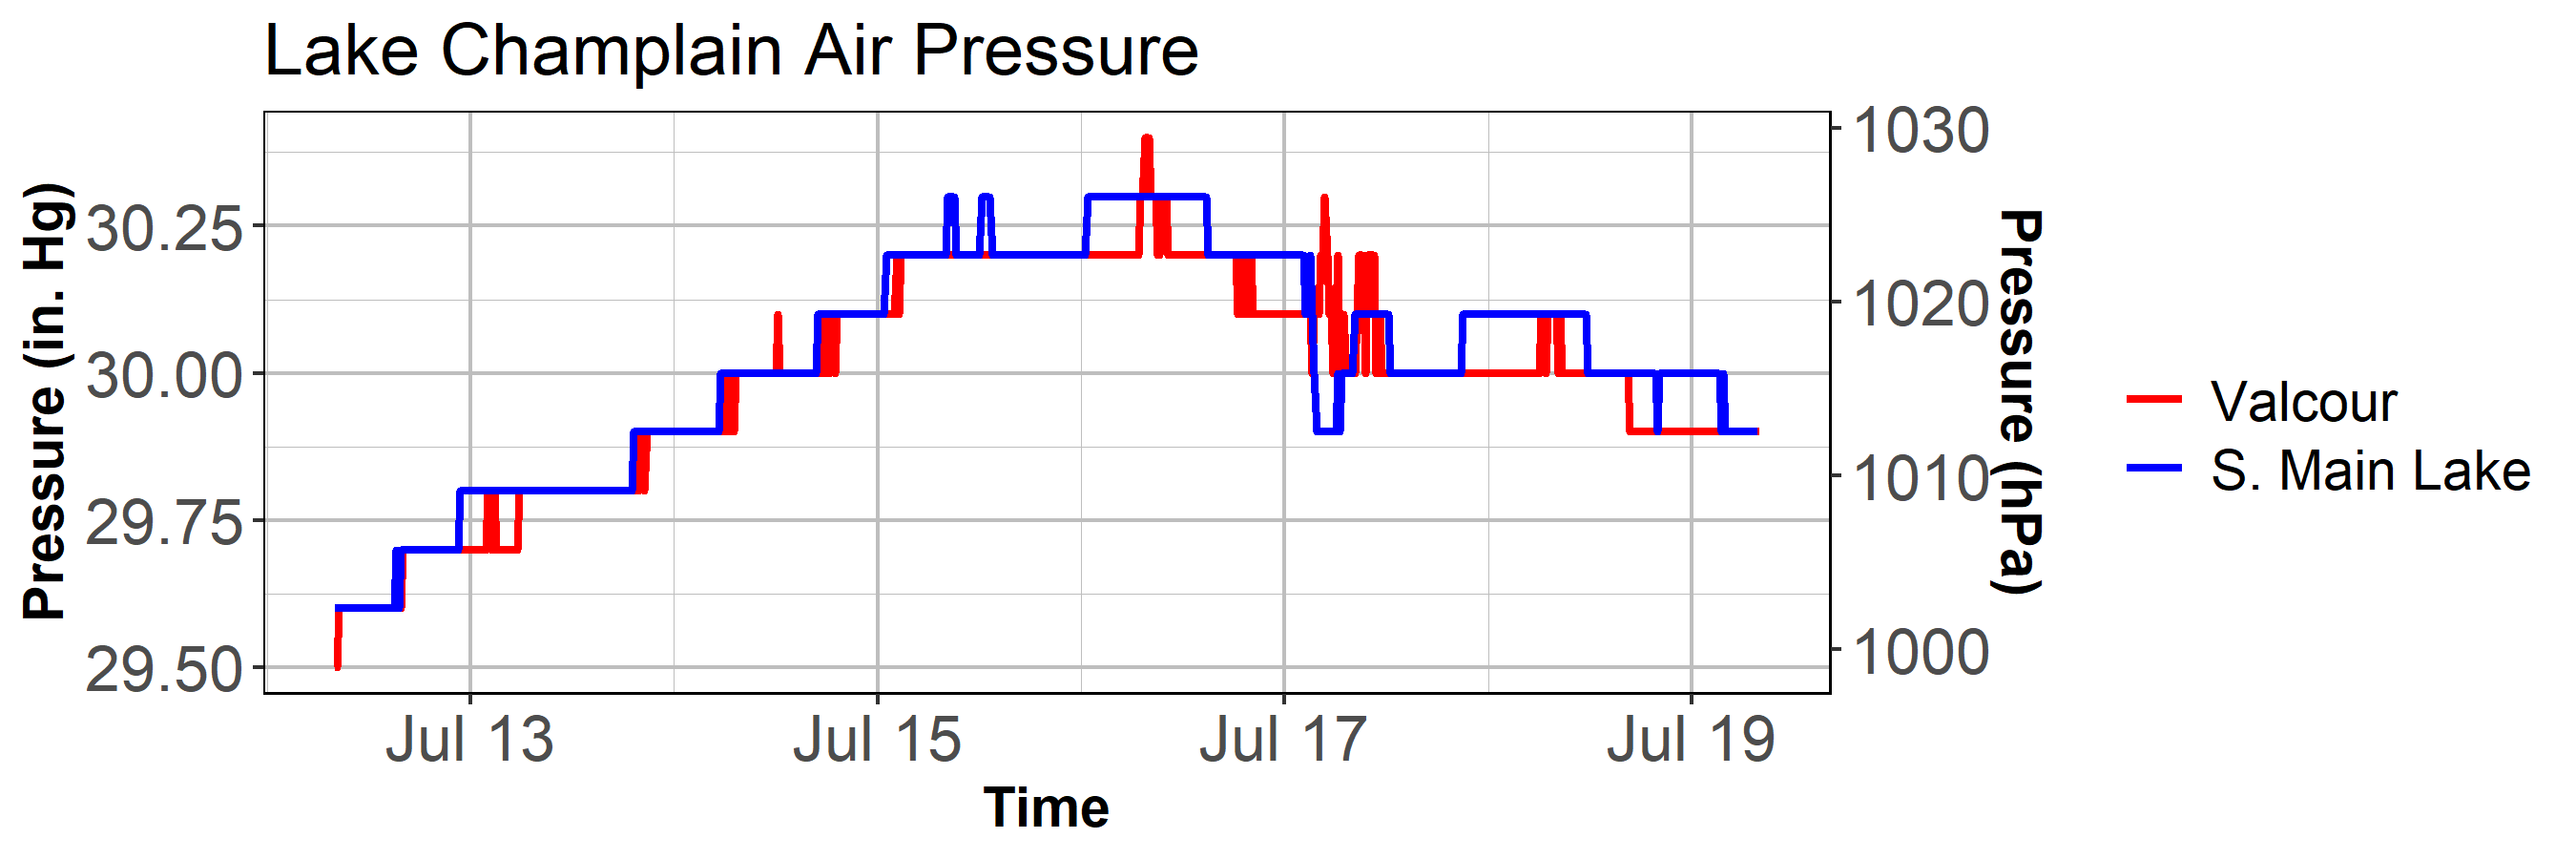 Lake Champlain Air Pressure
Pressure (in. Hg)
30.25
30.00
29.75
29.50
1030
1020
1010
1000
Pressure (hPa)
Jul 13
Jul 15
Jul 17
Jul 19
Time
Valcour
S. Main Lake